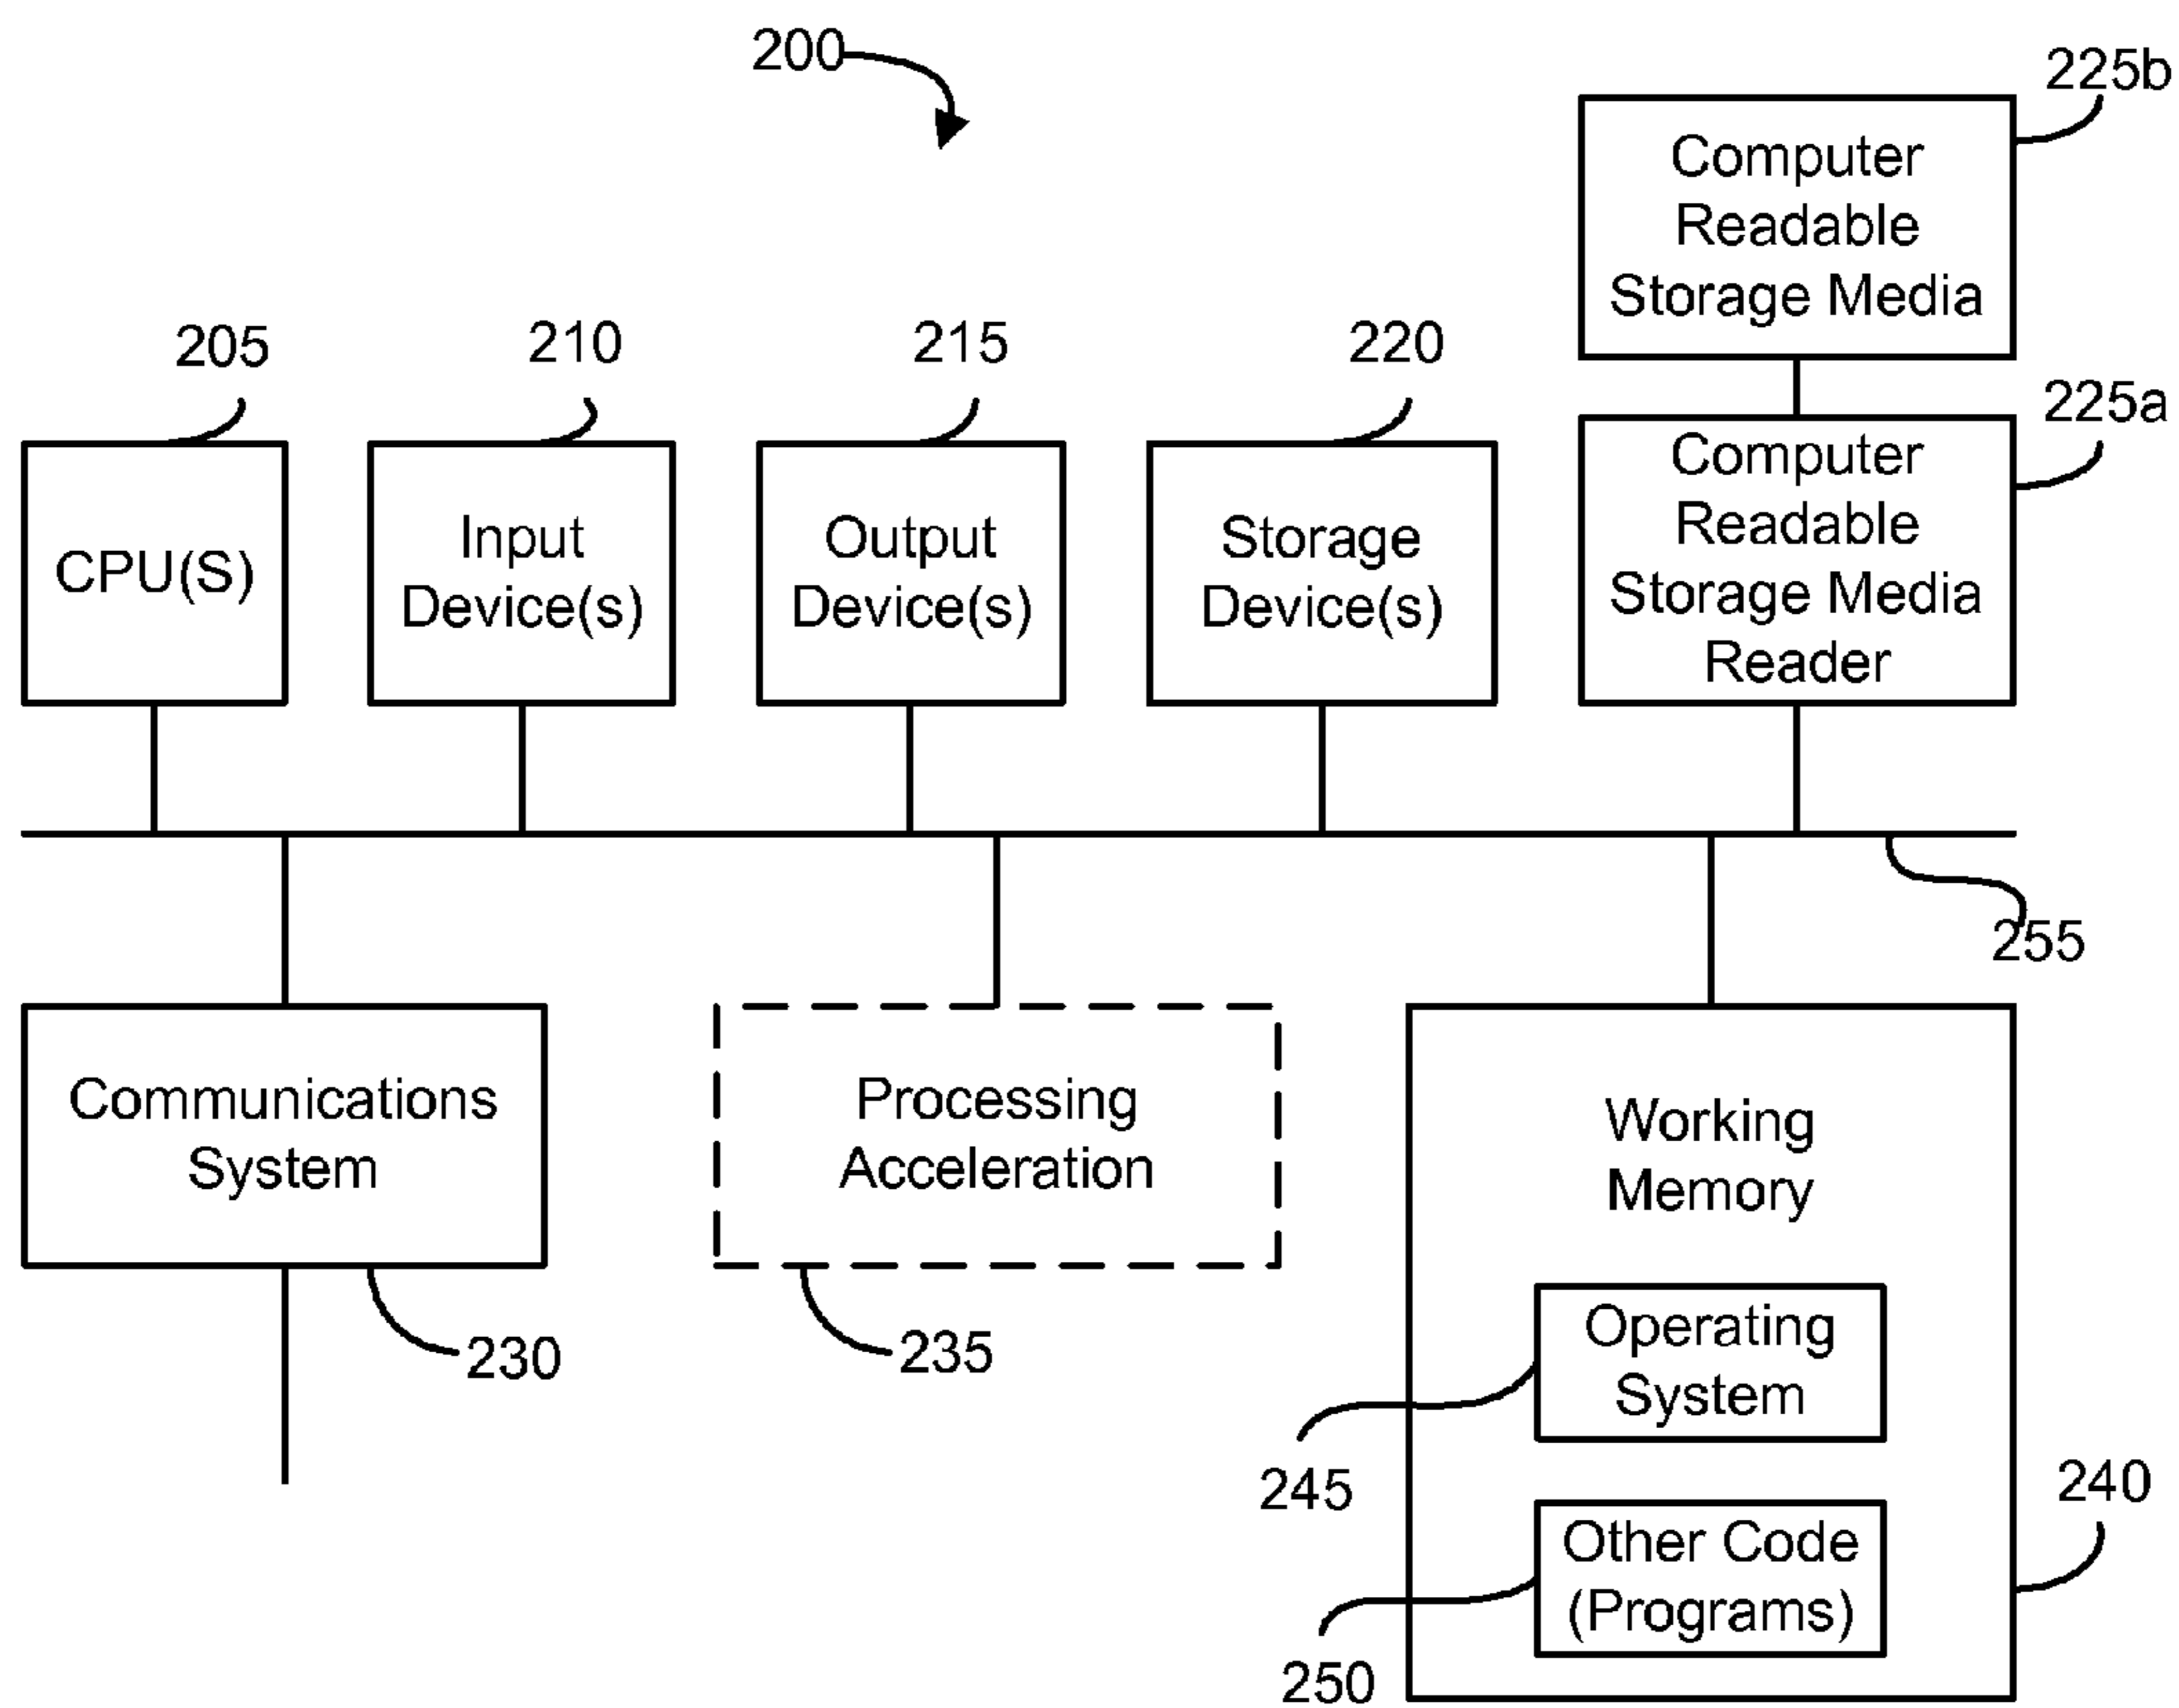 200
225b
Computer
Readable
Storage Media
205
210
215
220
225a
CPU(S)
Input
Device(s)
Output
Device(s)
Storage
Device(s)
Computer
Readable
Storage Media
Reader
255
Communications
System
230
Processing
Acceleration
235
Working
Memory
Operating
System
245
240
Other Code
(Programs)
250